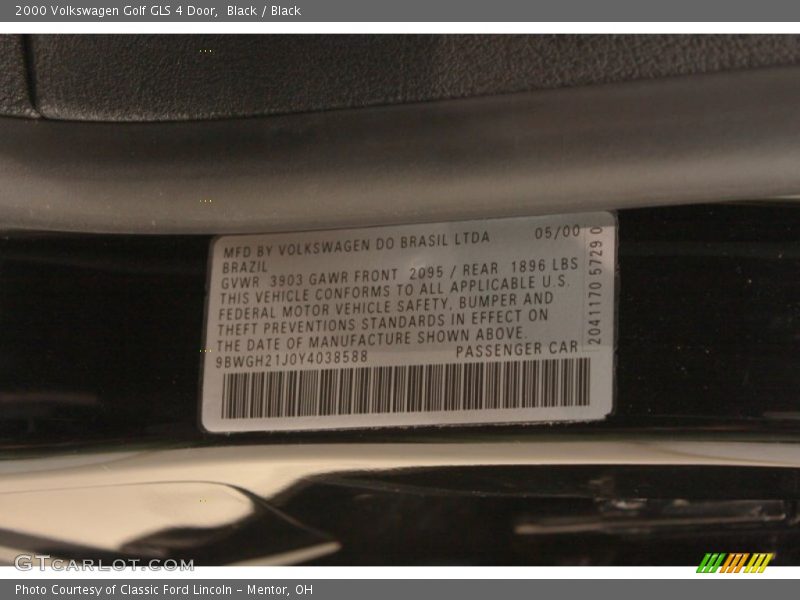 2000 Volkswagen Golf GLS 4 Door,  Black / Black
MFD BY VOLKSWAGEN DO BRASIL LTDA 05/00
BRAZIL
GVWR 3903 GAWR FRONT 2095 / REAR 1896 LBS
THIS VEHICLE CONFORMS TO ALL APPLICABLE U.S.
FEDERAL MOTOR VEHICLE SAFETY, BUMPER AND
THEFT PREVENTIONS STANDARDS IN EFFECT ON
THE DATE OF MANUFACTURE SHOWN ABOVE.
9BWGH21J0Y4038588 PASSENGER CAR
2041170 5729 0
GTCARLOT.COM
Photo Courtesy of Classic Ford Lincoln - Mentor, OH